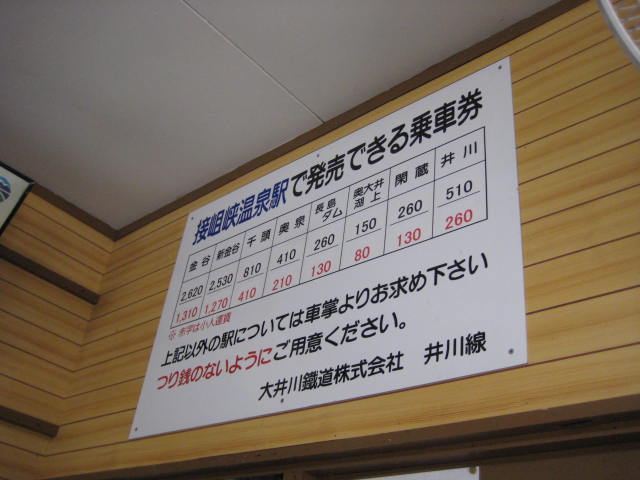 接岨峡温泉駅で発売できる乗車券
金谷 新金谷 千頭 奥泉 長島ダム 奥大井湖上 閑蔵 井川
2,620 2,530 810 410 260 150 260 510
1,310 1,270 410 210 130 80 130 260
※ 赤字は小人運賃
上記以外の駅については車掌よりお求め下さい
つり銭のないようにご用意ください。
大井川鐵道株式会社 井川線